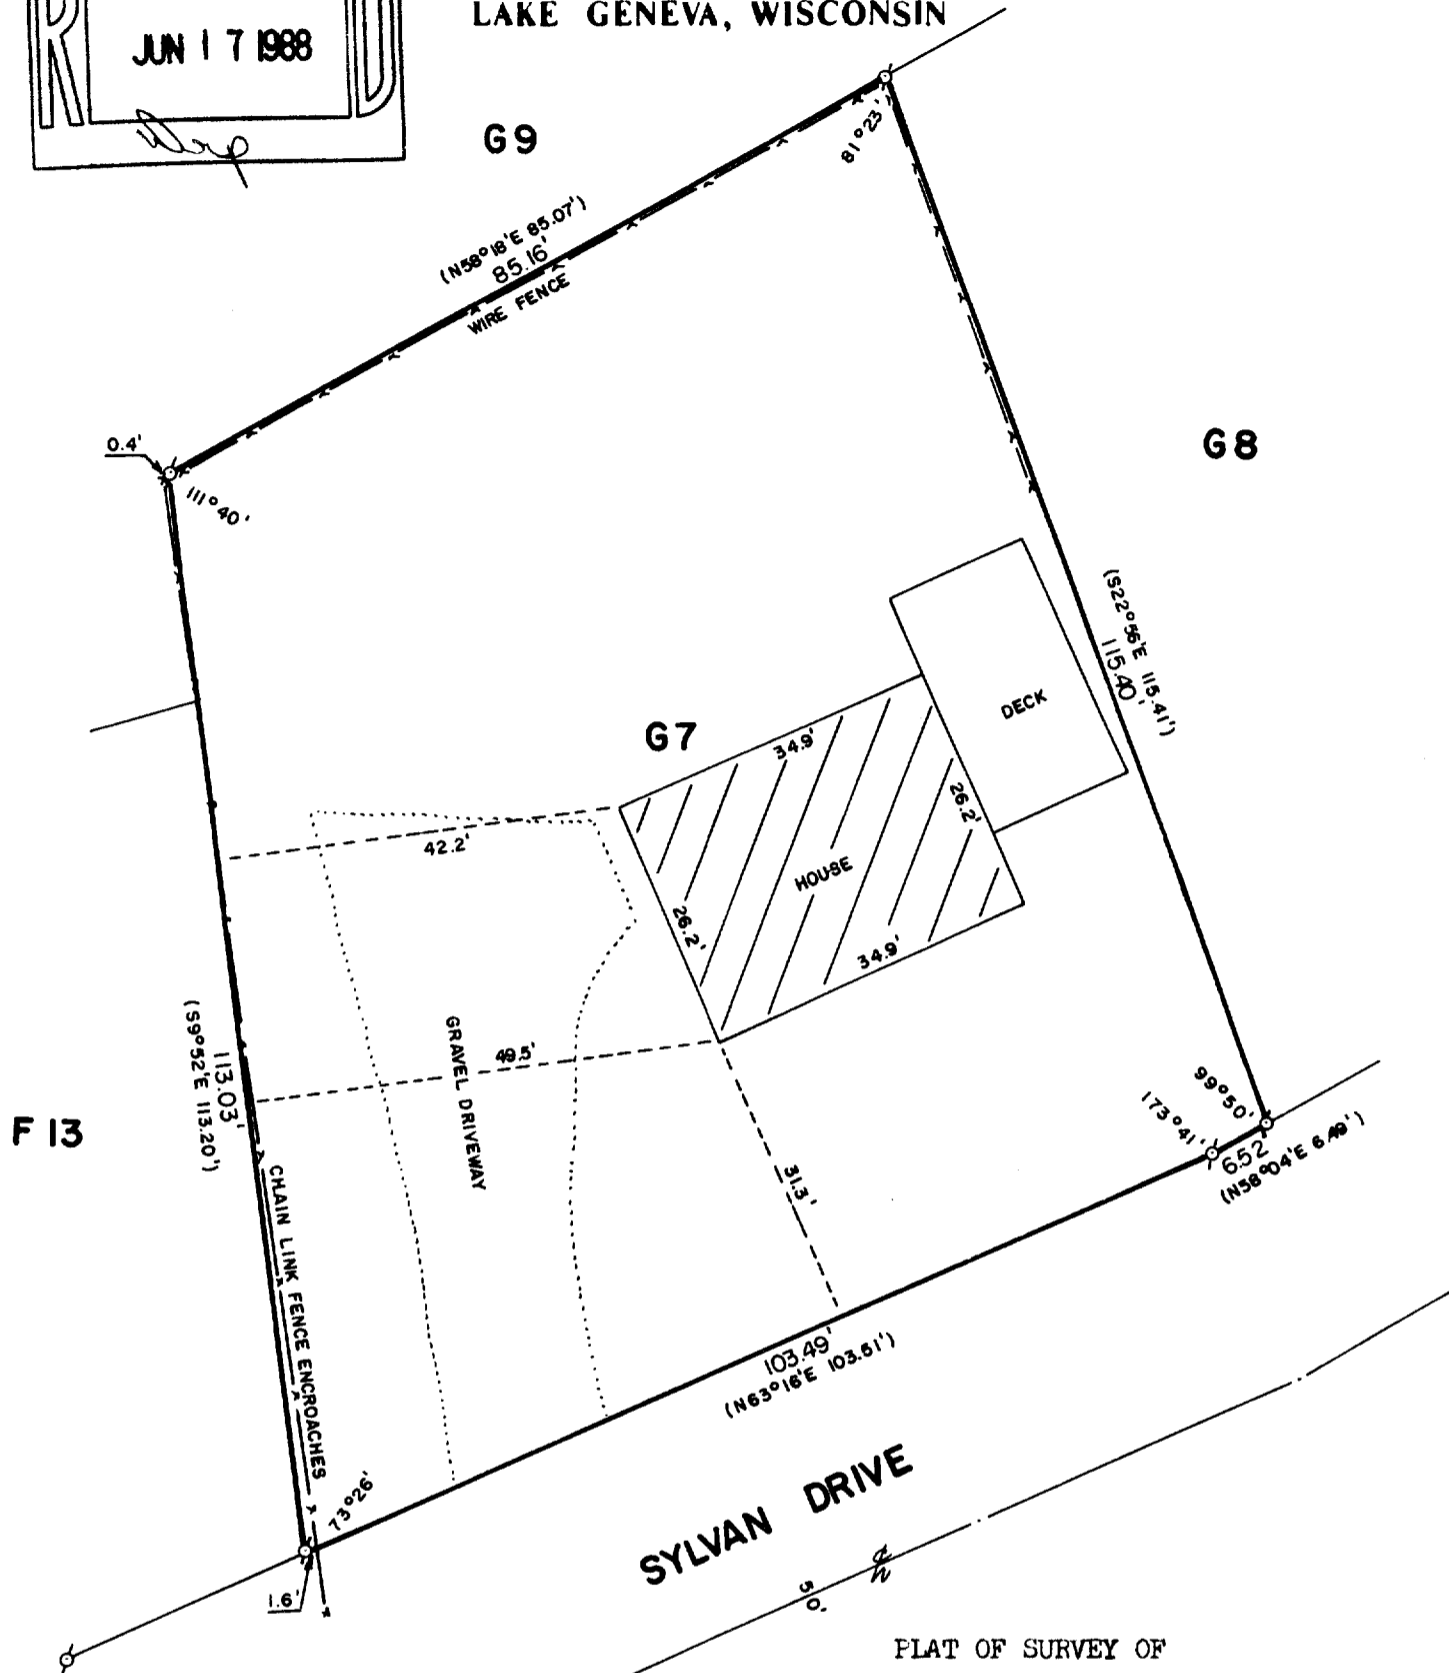 LAKE GENEVA, WISCONSIN
R D
JUN 17 1988
G9
81°23'
(N58°18'E 85.07')
85.16'
WIRE FENCE
0.4'
111°40'
G8
(S22°56'E 115.41')
115.40'
DECK
G7
34.9'
26.2'
42.2'
HOUSE
26.2'
34.9'
GRAVEL DRIVEWAY
49.5'
113.03'
(S9°52'E 113.20')
F13
99°50'
173°41'
6.52'
(N58°04'E 6.49')
31.3'
CHAIN LINK FENCE ENCROACHES
103.49'
(N63°16'E 103.61')
73°26'
SYLVAN DRIVE
1.6'
50'
PLAT OF SURVEY OF